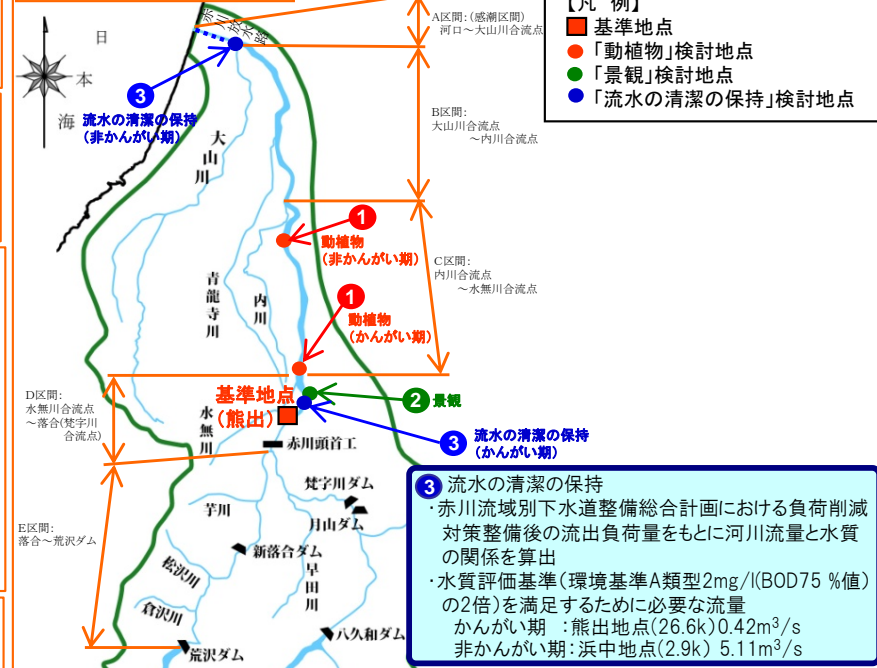 【凡 例】
基準地点
「動植物」検討地点
「景観」検討地点
「流水の清潔の保持」検討地点
A区間:(感潮区間)
河口～大山川合流点
赤川放水路
日
本
海
3
流水の清潔の保持
(非かんがい期)
B区間:
大山川合流点
～内川合流点
大山川
1
動植物
(非かんがい期)
C区間:
内川合流点
～水無川合流点
青龍寺川
内川
1
動植物
(かんがい期)
D区間:
水無川合流点
～落合(梵字川
合流点)
基準地点
(熊出)
2 景観
水無川
3 流水の清潔の保持
(かんがい期)
赤川頭首工
梵字川ダム
芋川
月山ダム
E区間:
落合～荒沢ダム
新落合ダム
早田川
松沢川
倉沢川
八久和ダム
荒沢ダム
3 流水の清潔の保持
・赤川流域別下水道整備総合計画における負荷削減
対策整備後の流出負荷量をもとに河川流量と水質
の関係を算出
・水質評価基準(環境基準A類型2mg/l(BOD75 %値)
の2倍)を満足するために必要な流量
かんがい期 :熊出地点(26.6k)0.42m³/s
非かんがい期:浜中地点(2.9k) 5.11m³/s